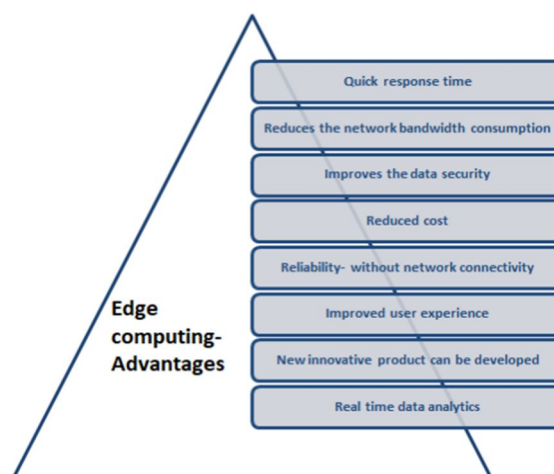 Quick response time
Reduces the network bandwidth consumption
Improves the data security
Reduced cost
Reliability- without network connectivity
Improved user experience
New innovative product can be developed
Real time data analytics
Edge
computing-
Advantages